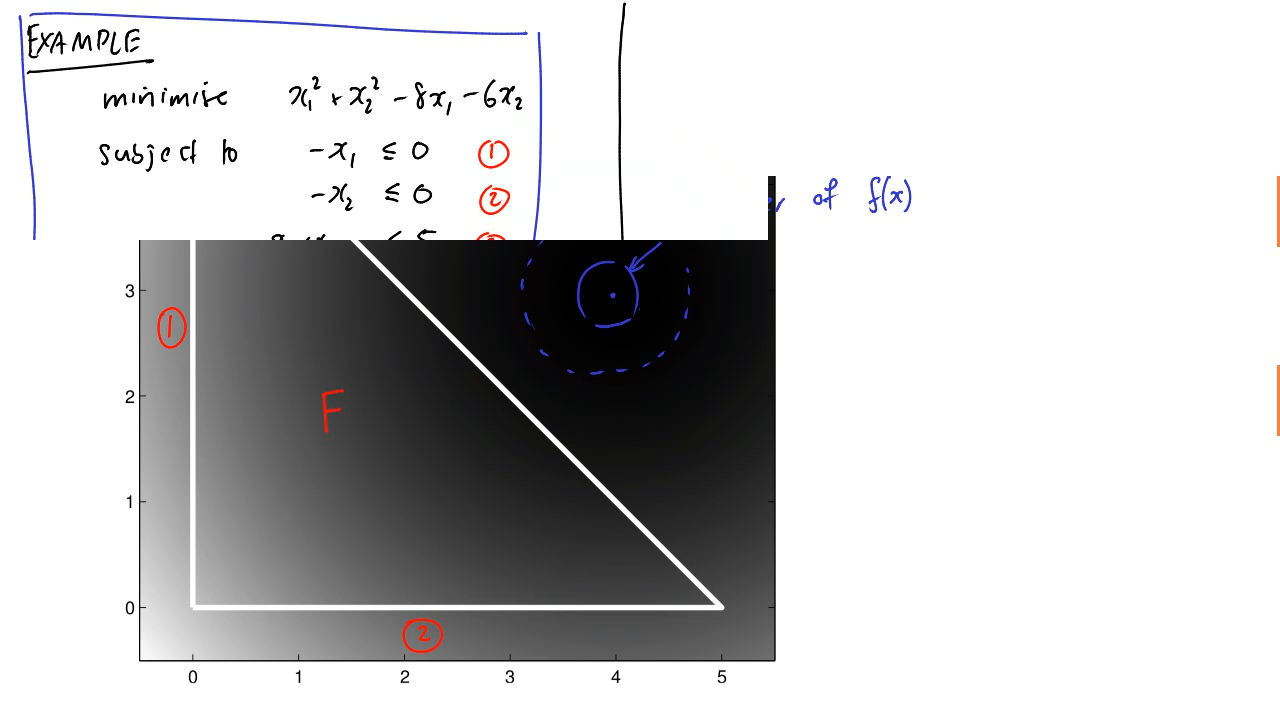 EXAMPLE
minimise x₁² + x₂² - 8x₁ - 6x₂
subject to -x₁ ≤ 0 ①
-x₂ ≤ 0 ②
of f(x)
3
①
2
F
1
0
②
0 1 2 3 4 5